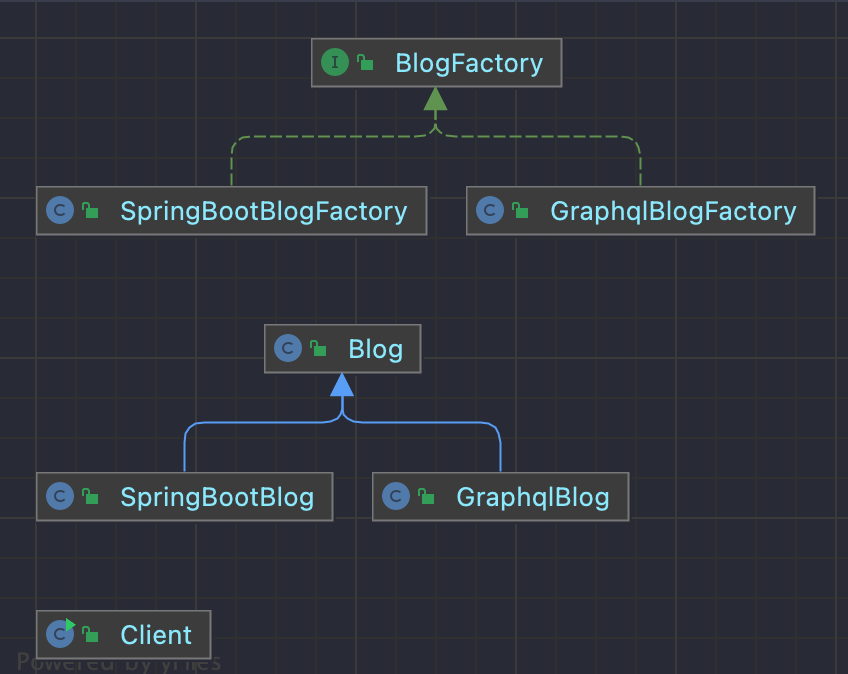 I BlogFactory
C SpringBootBlogFactory
C GraphqlBlogFactory
C Blog
C SpringBootBlog
C GraphqlBlog
C Client
Powered by yFiles